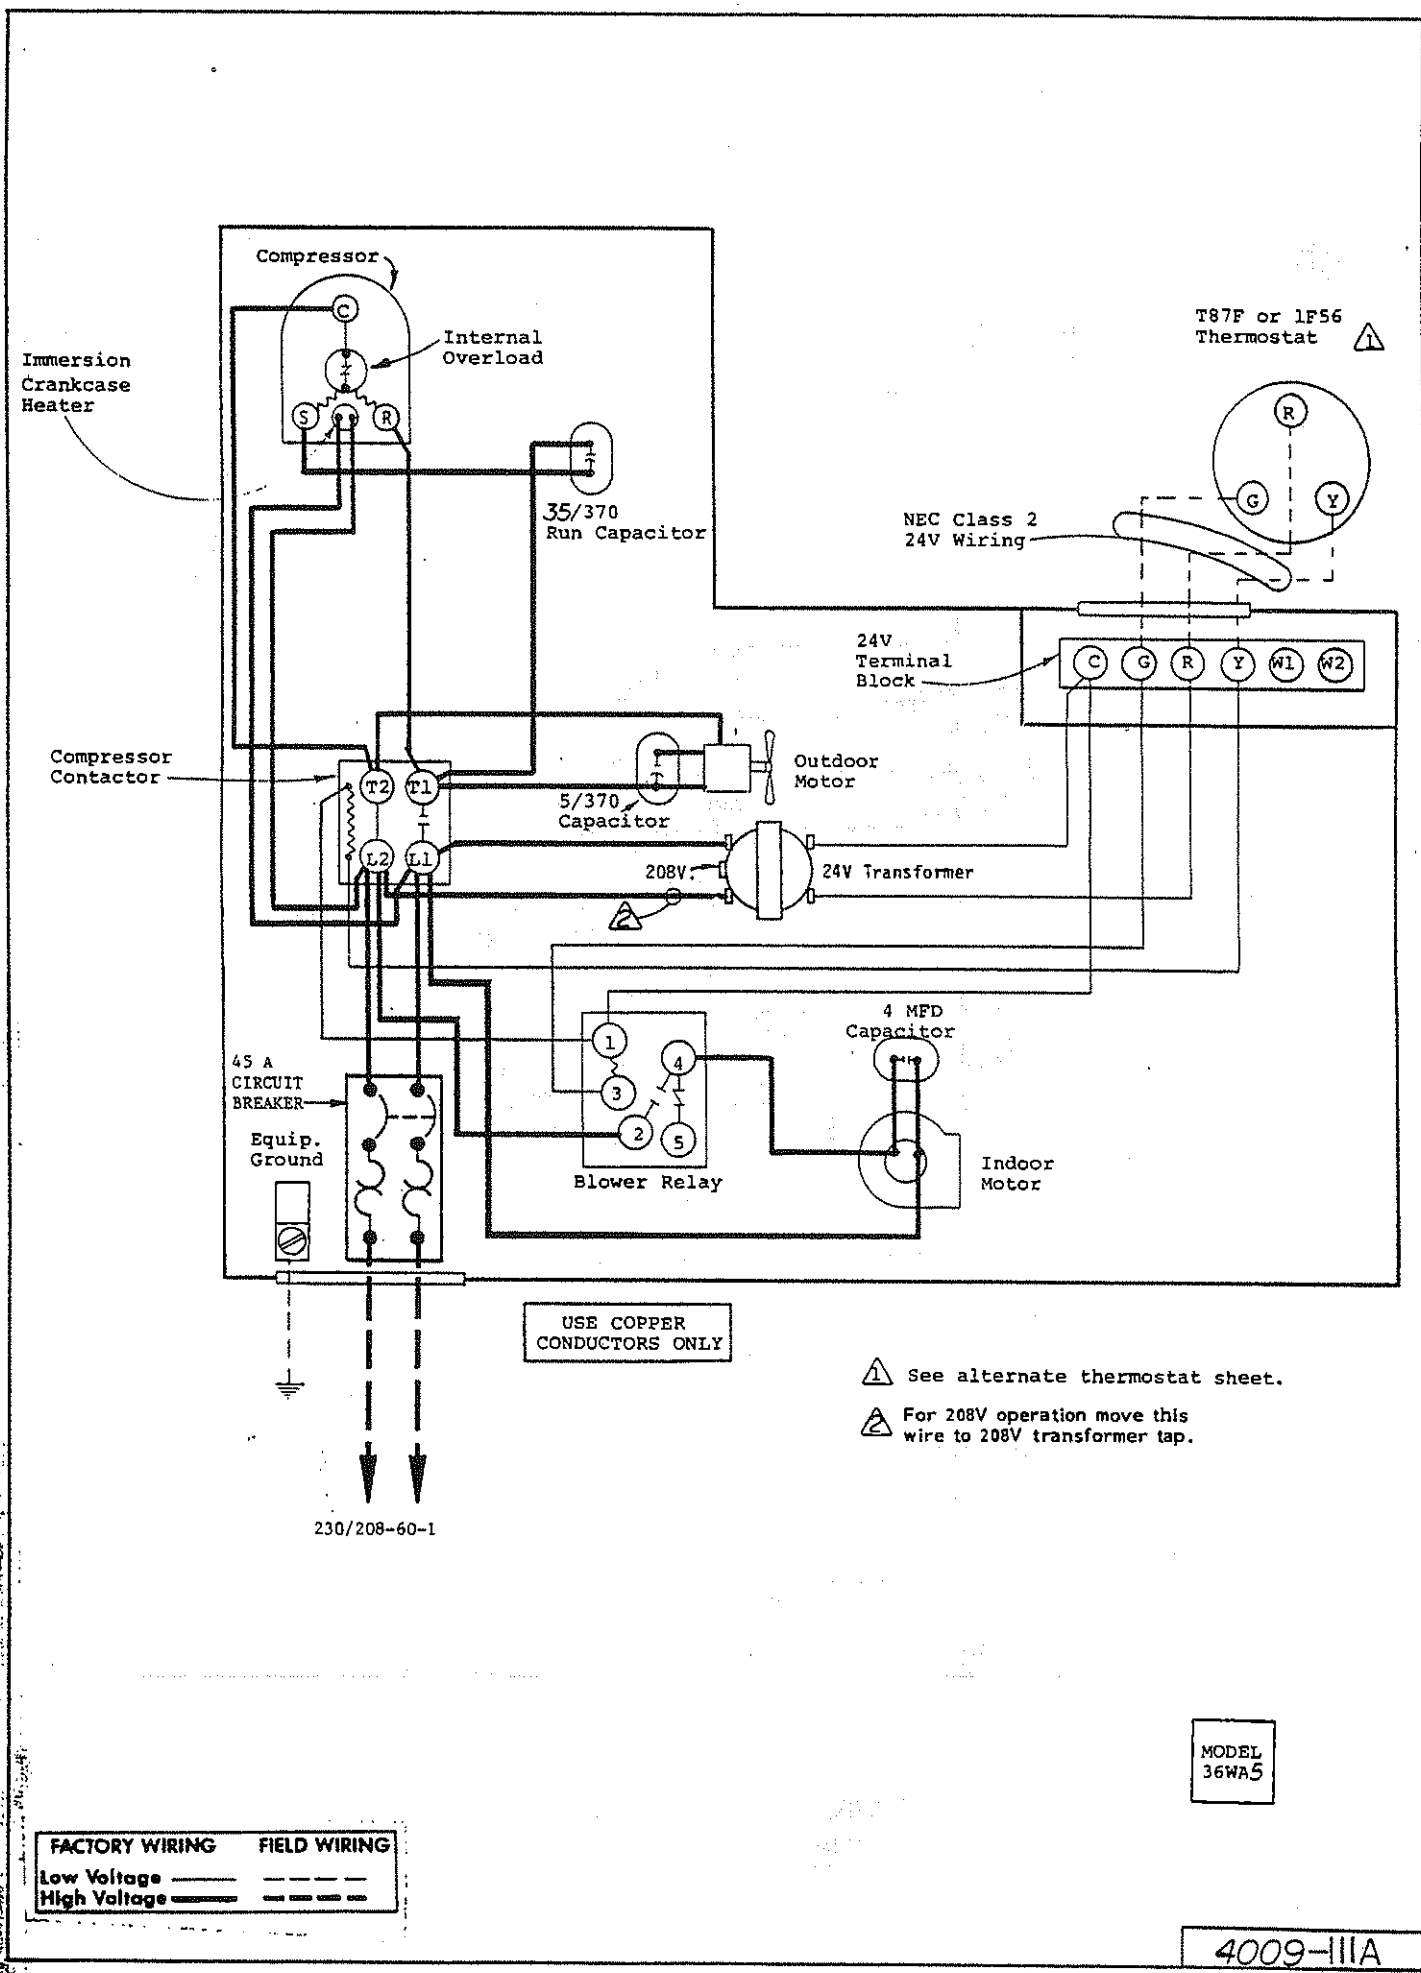 Compressor
C
Internal
Overload
Immersion
Crankcase
Heater
S
R
35/370
Run Capacitor
T87F or 1F56
Thermostat
1
R
G
Y
NEC Class 2
24V Wiring
24V
Terminal
Block
C
G
R
Y
W1
W2
Compressor
Contactor
T2
T1
L2
L1
5/370
Capacitor
Outdoor
Motor
208V
24V Transformer
2
4 MFD
Capacitor
1
4
3
2
5
Blower Relay
45 A
CIRCUIT
BREAKER
Equip.
Ground
Indoor
Motor
USE COPPER
CONDUCTORS ONLY
1 See alternate thermostat sheet.
2 For 208V operation move this
wire to 208V transformer tap.
230/208-60-1
MODEL
36WA5
FACTORY WIRING FIELD WIRING
Low Voltage
High Voltage
4009-111A